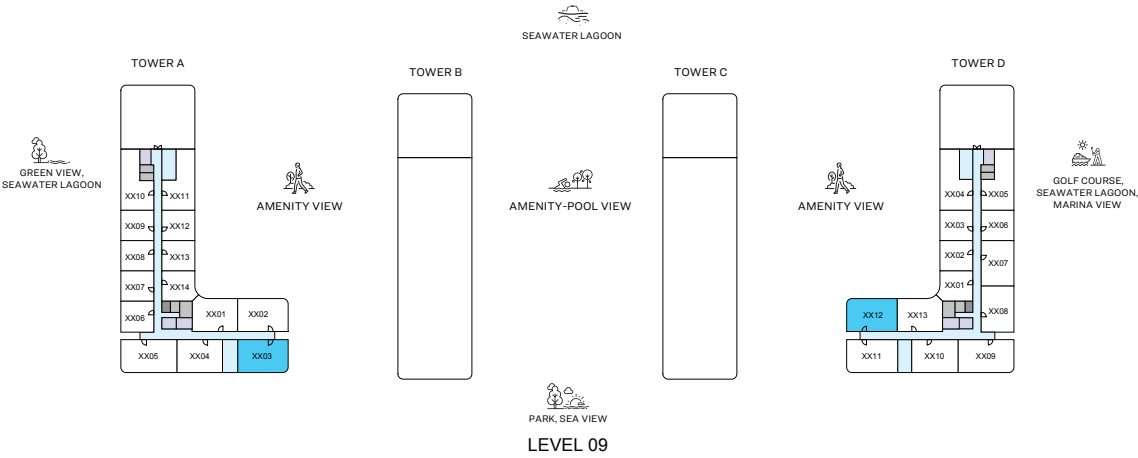 SEAWATER LAGOON
TOWER A
TOWER B
TOWER C
TOWER D
GREEN VIEW,
SEAWATER LAGOON
AMENITY VIEW
AMENITY-POOL VIEW
AMENITY VIEW
GOLF COURSE,
SEAWATER LAGOON,
MARINA VIEW
XX10 XX11
XX09 XX12
XX08 XX13
XX07 XX14
XX06 XX01 XX02
XX05 XX04 XX03
XX04 XX05
XX03 XX06
XX02 XX07
XX01
XX12 XX13 XX08
XX11 XX10 XX09
PARK, SEA VIEW
LEVEL 09